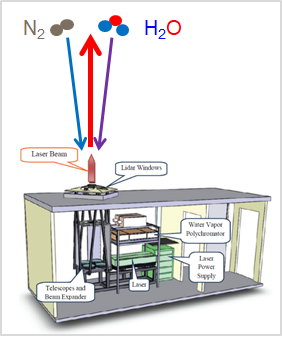 N2 H2O
Laser Beam
Lidar Windows
Water Vapor
Polychromator
Laser
Power
Supply
Laser
Telescopes and
Beam Expander